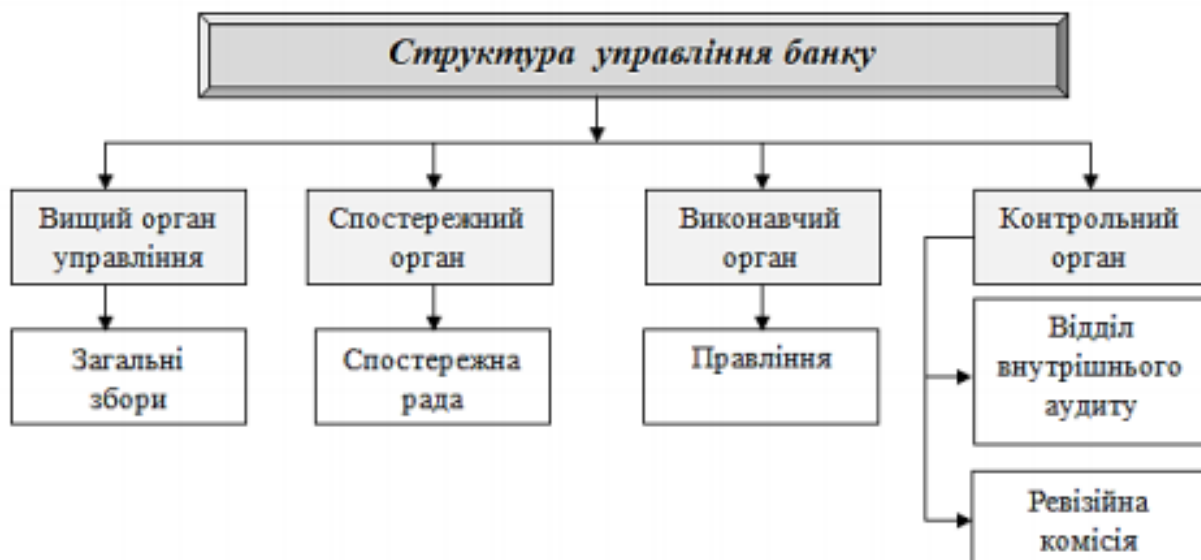 Структура управління банку
Вищий орган
управління
Спостережний
орган
Виконавчий
орган
Контрольний
орган
Загальні
збори
Спостережна
рада
Правління
Відділ
внутрішнього
аудиту
Ревізійна
комісія